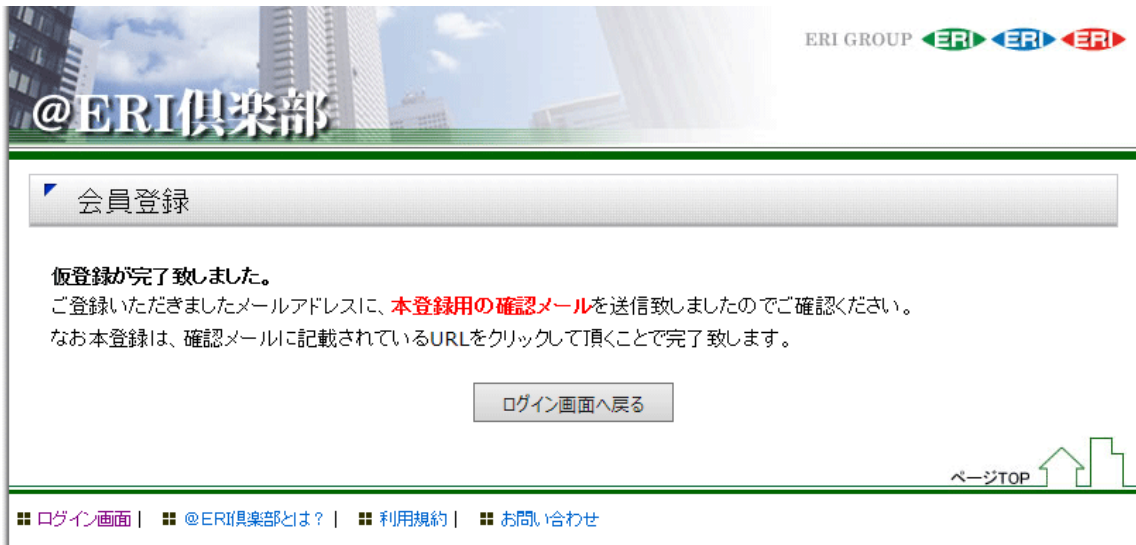 ERI GROUP ERI ERI ERI
@ERI倶楽部
会員登録
仮登録が完了致しました。
ご登録いただきましたメールアドレスに、本登録用の確認メールを送信致しましたのでご確認ください。
なお本登録は、確認メールに記載されているURLをクリックして頂くことで完了致します。
ログイン画面へ戻る
ページTOP
ログイン画面 | @ERI倶楽部とは？ | 利用規約 | お問い合わせ